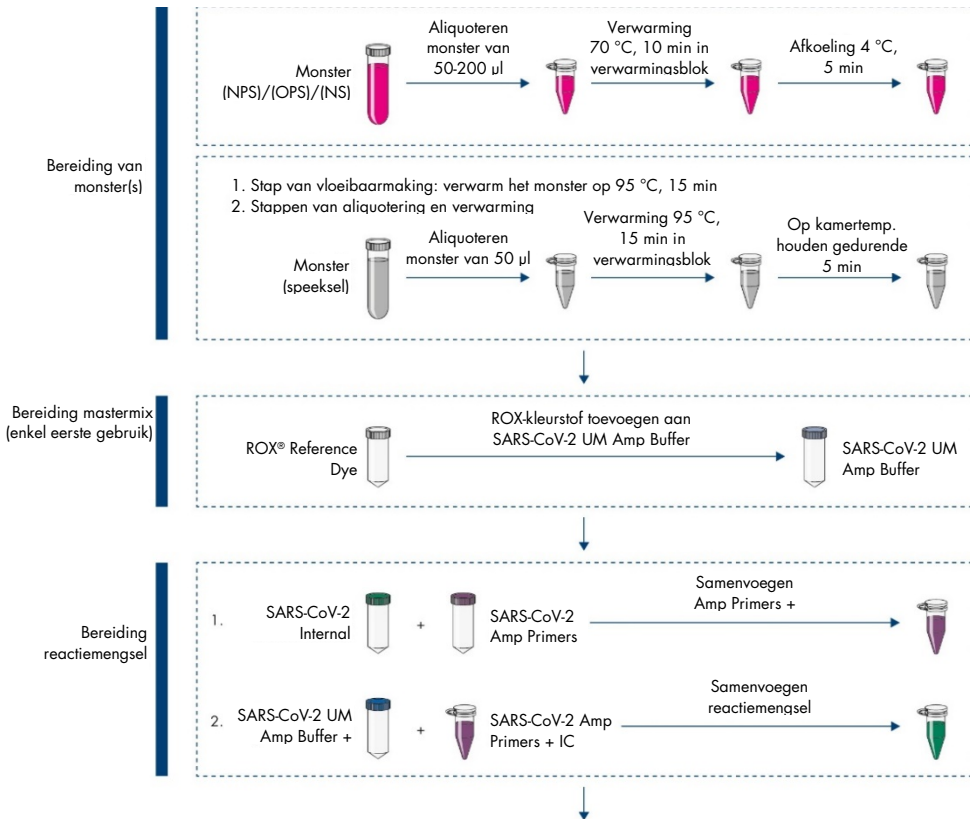 Bereiding van
monster(s)
Monster
(NPS)/(OPS)/(NS)
Aliquoteren
monster van
50-200 µl
Verwarming
70 °C, 10 min in
verwarmingsblok
Afkoeling 4 °C,
5 min
1. Stap van vloeibaarmaking: verwarm het monster op 95 °C, 15 min
2. Stappen van aliquotering en verwarming
Monster
(speeksel)
Aliquoteren
monster van 50 µl
Verwarming 95 °C,
15 min in
verwarmingsblok
Op kamertemp.
houden gedurende
5 min
Bereiding mastermix
(enkel eerste gebruik)
ROX® Reference
Dye
ROX-kleurstof toevoegen aan
SARS-CoV-2 UM Amp Buffer
SARS-CoV-2 UM
Amp Buffer
Bereiding
reactiemengsel
1.
SARS-CoV-2
Internal
+
SARS-CoV-2
Amp Primers
Samenvoegen
Amp Primers +
2.
SARS-CoV-2 UM
Amp Buffer +
+
SARS-CoV-2 Amp
Primers + IC
Samenvoegen
reactiemengsel